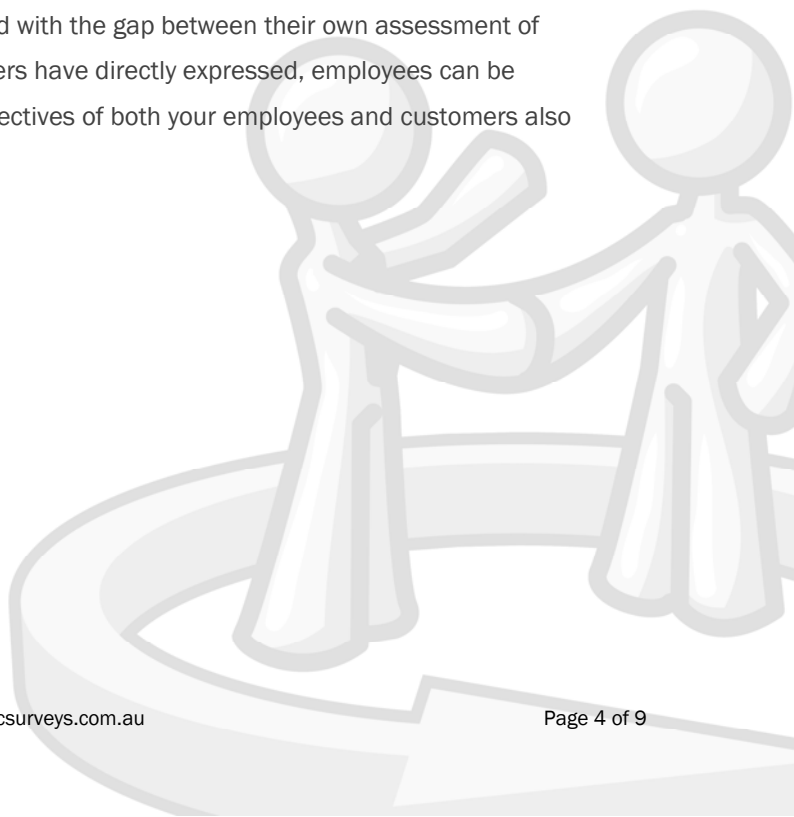 d with the gap between their own assessment of
ers have directly expressed, employees can be
ectives of both your employees and customers also
csurveys.com.au Page 4 of 9